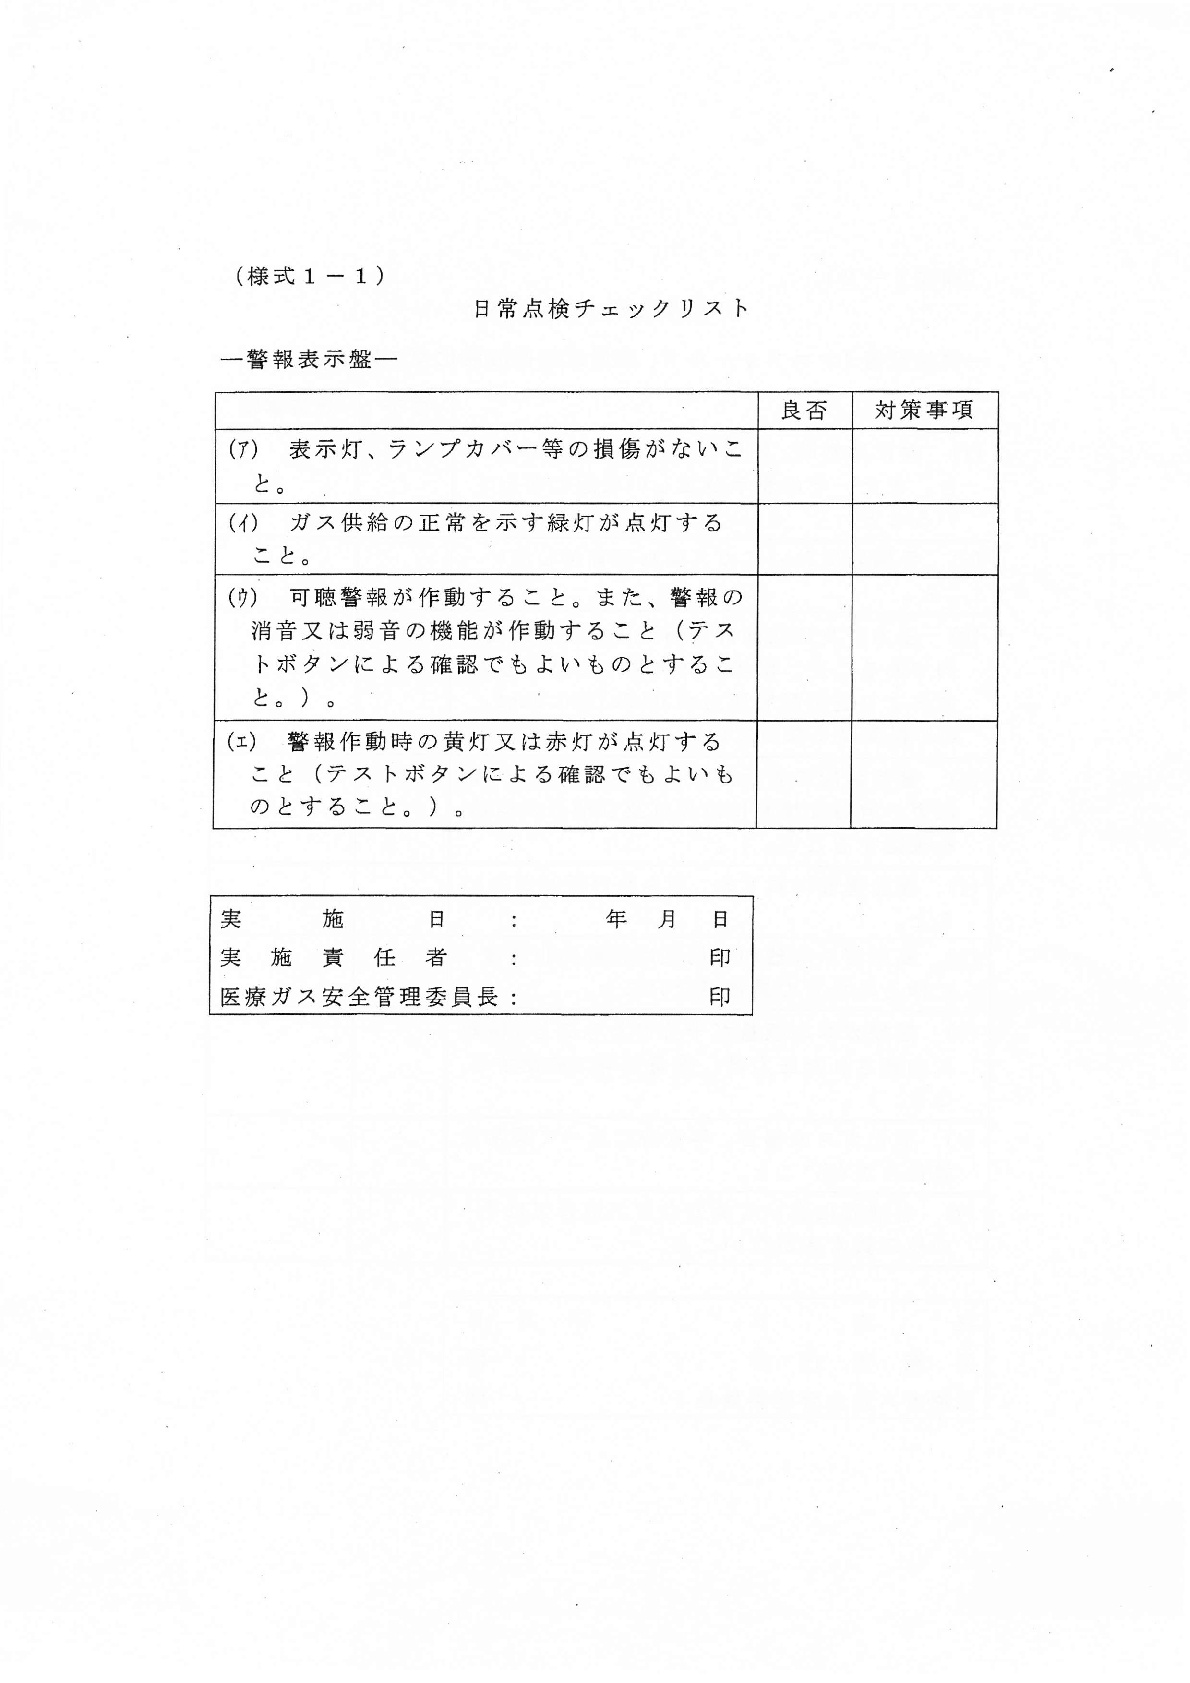 （様式１－１）
日常点検チェックリスト
―警報表示盤―
良否 対策事項
(ｱ) 表示灯、ランプカバー等の損傷がないこ
と。
(ｲ) ガス供給の正常を示す緑灯が点灯する
こと。
(ｳ) 可聴警報が作動すること。また、警報の
消音又は弱音の機能が作動すること（テス
トボタンによる確認でもよいものとするこ
と。）。
(ｴ) 警報作動時の黄灯又は赤灯が点灯する
こと（テストボタンによる確認でもよいも
のとすること。）。
実施日： 年 月 日
実施責任者： 印
医療ガス安全管理委員長： 印